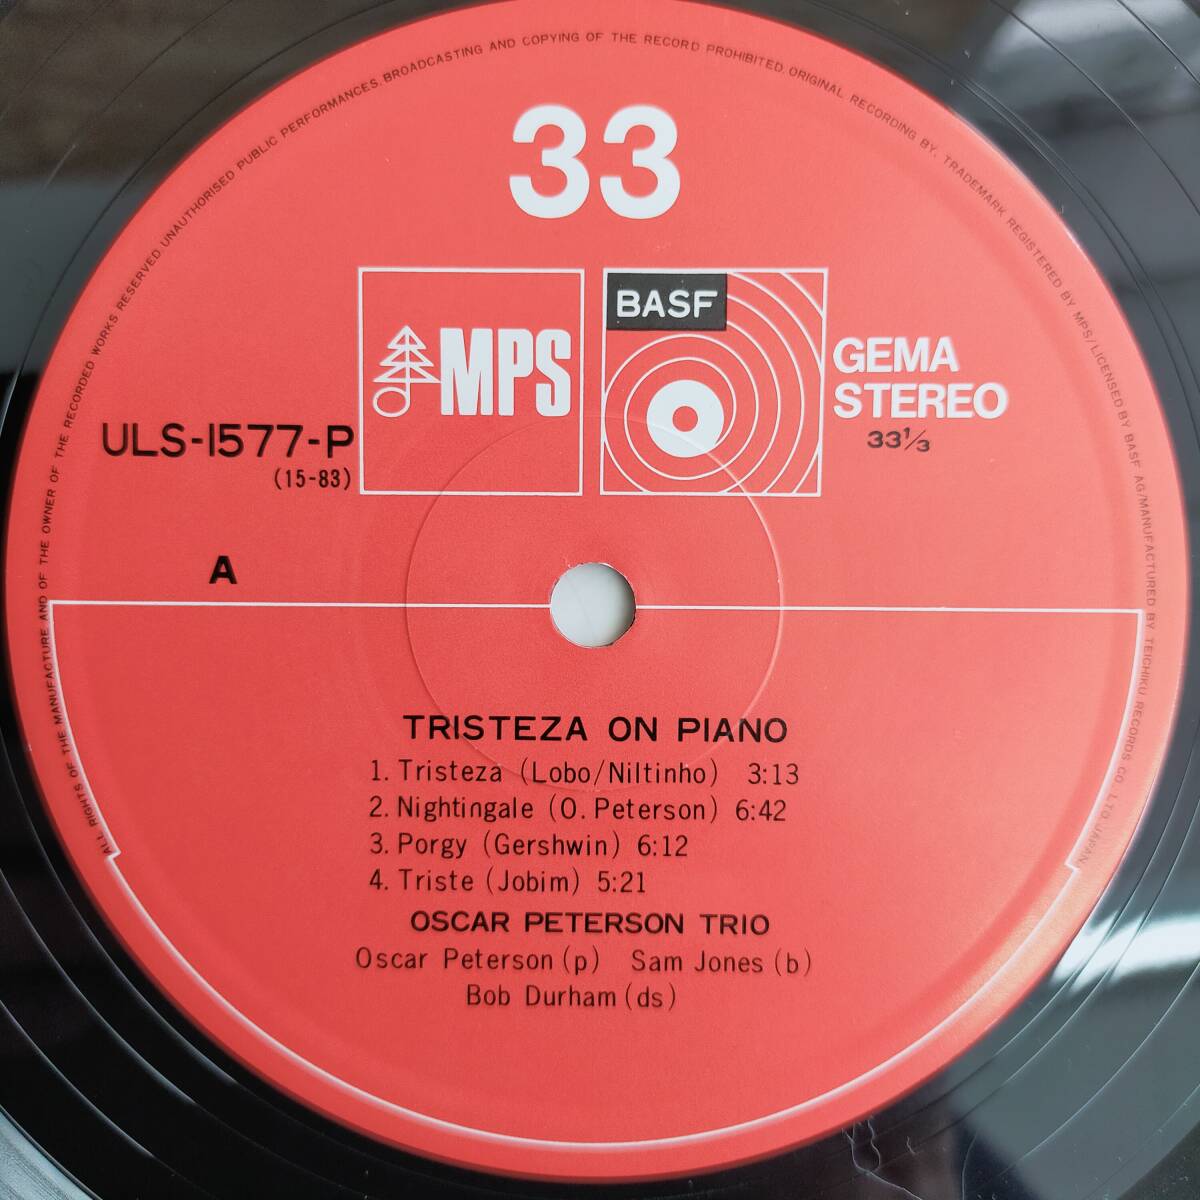 ALL RIGHTS OF THE MANUFACTURE AND OF THE OWNER OF THE RECORDED WORKS RESERVED UNAUTHORISED PUBLIC PERFORMANCES. BROADCASTING AND COPYING OF THE RECORD PROHIBITED ORIGINAL RECORDING BY. TRADEMARK REGISTERED BY MPS/LICENSED BY BASF AG/MANUFACTURED BY TEICHIKU RECORDS CO. LTD. JAPAN.
33
MPS
BASF
GEMA
STEREO
33⅓
ULS-1577-P
(15-83)
A
TRISTEZA ON PIANO
1. Tristeza (Lobo/Niltinho) 3:13
2. Nightingale (O. Peterson) 6:42
3. Porgy (Gershwin) 6:12
4. Triste (Jobim) 5:21
OSCAR PETERSON TRIO
Oscar Peterson (p) Sam Jones (b)
Bob Durham (ds)